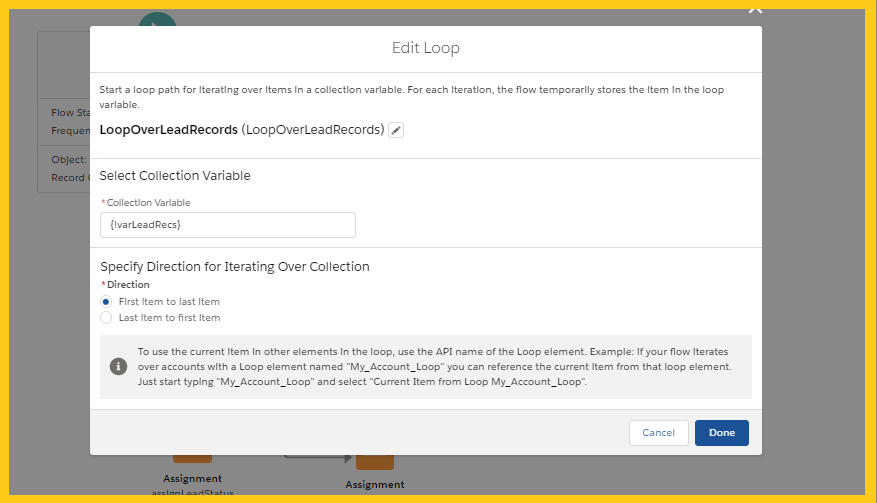 Edit Loop
Start a loop path for iterating over items in a collection variable. For each iteration, the flow temporarily stores the item in the loop
variable.
LoopOverLeadRecords (LoopOverLeadRecords)
Flow Sta
Frequen
Object:
Record
Select Collection Variable
*Collection Variable
{!varLeadRecs}
Specify Direction for Iterating Over Collection
*Direction
First item to last item
Last item to first item
To use the current item in other elements in the loop, use the API name of the Loop element. Example: If your flow iterates
over accounts with a Loop element named "My_Account_Loop" you can reference the current item from that loop element.
Just start typing "My_Account_Loop" and select "Current Item from Loop My_Account_Loop".
Cancel
Done
Assignment
assignLeadStatus
Assignment